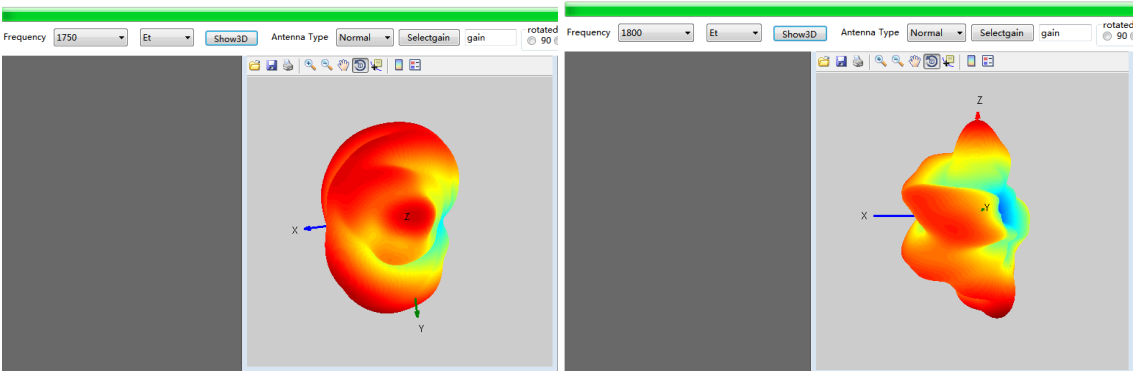 Frequency 1750 Et Show3D Antenna Type Normal Selectgain gain rotated
90
Z
X
Y
Frequency 1800 Et Show3D Antenna Type Normal Selectgain gain rotated
90
Z
X
Y